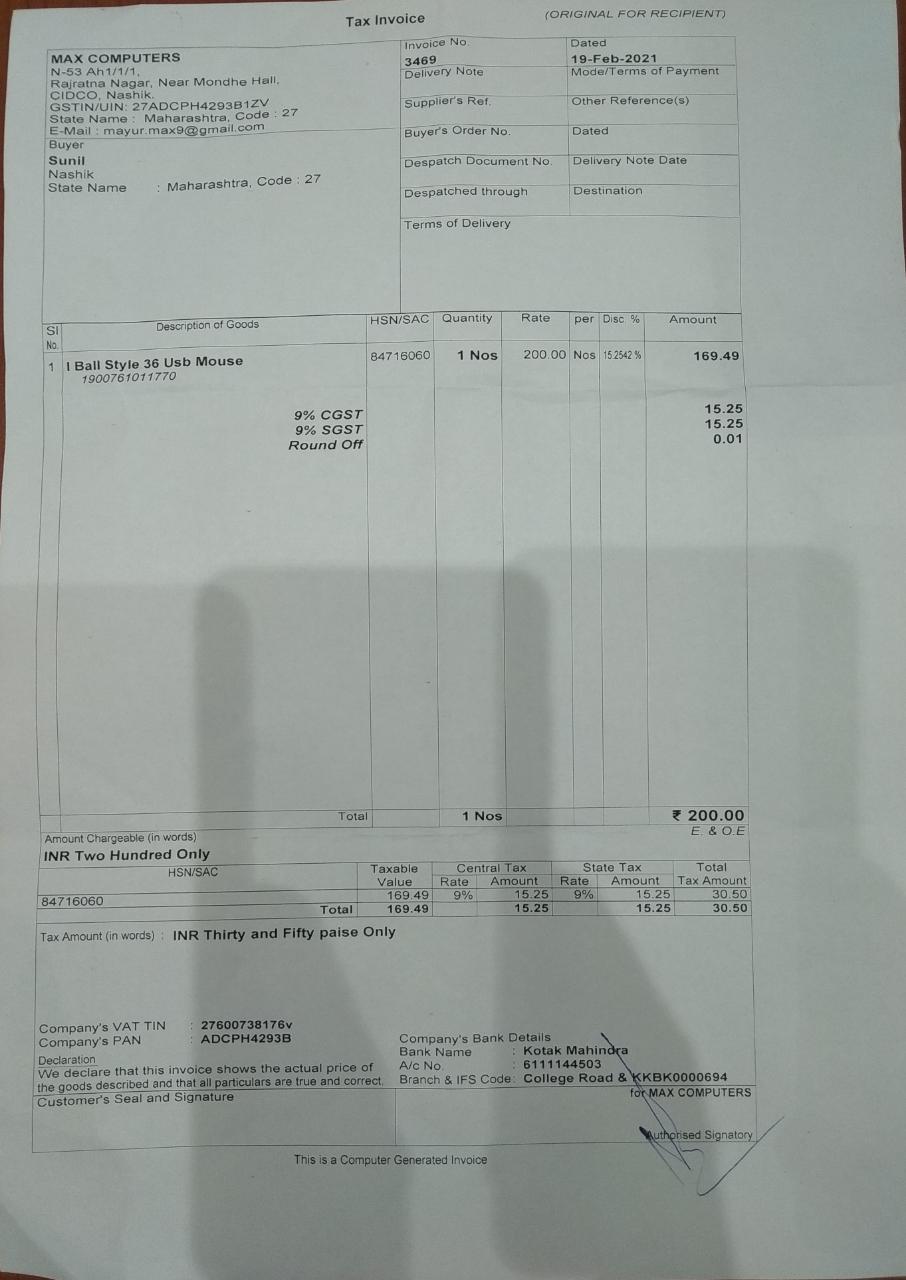 Tax Invoice
(ORIGINAL FOR RECIPIENT)
MAX COMPUTERS
N-53 Ah1/1/1,
Rajratna Nagar, Near Mondhe Hall,
CIDCO, Nashik.
GSTIN/UIN: 27ADCPH4293B1ZV
State Name : Maharashtra, Code : 27
E-Mail : mayur.max9@gmail.com
Buyer
Sunil
Nashik
State Name : Maharashtra, Code : 27
Invoice No. Dated
3469 19-Feb-2021
Delivery Note Mode/Terms of Payment
Supplier's Ref. Other Reference(s)
Buyer's Order No. Dated
Despatch Document No. Delivery Note Date
Despatched through Destination
Terms of Delivery
Sl No. Description of Goods HSN/SAC Quantity Rate per Disc. % Amount
1 I Ball Style 36 Usb Mouse 84716060 1 Nos 200.00 Nos 15.2542 % 169.49
1900761011770
9% CGST 15.25
9% SGST 15.25
Round Off 0.01
Total 1 Nos ₹ 200.00
Amount Chargeable (in words) E. & O.E
INR Two Hundred Only
HSN/SAC Taxable Value Central Tax State Tax Total Tax Amount
Rate Amount Rate Amount
84716060 169.49 9% 15.25 9% 15.25 30.50
Total 169.49 15.25 15.25 30.50
Tax Amount (in words) : INR Thirty and Fifty paise Only
Company's VAT TIN : 27600738176v
Company's PAN : ADCPH4293B
Declaration
We declare that this invoice shows the actual price of
the goods described and that all particulars are true and correct.
Company's Bank Details
Bank Name : Kotak Mahindra
A/c No. : 6111144503
Branch & IFS Code: College Road & KKBK0000694
Customer's Seal and Signature
for MAX COMPUTERS
Authorised Signatory
This is a Computer Generated Invoice